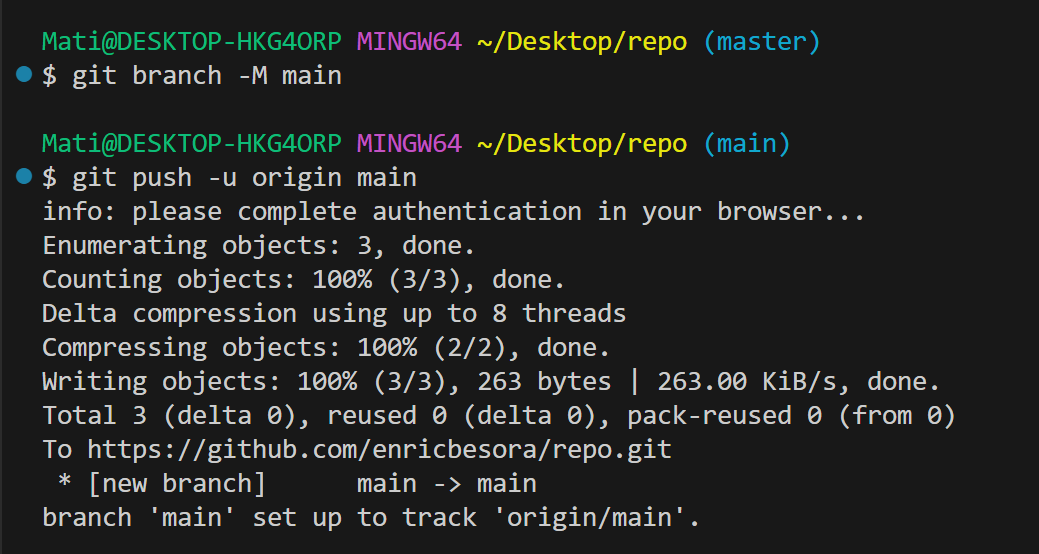 Mati@DESKTOP-HKG4ORP MINGW64 ~/Desktop/repo (master)
$ git branch -M main
Mati@DESKTOP-HKG4ORP MINGW64 ~/Desktop/repo (main)
$ git push -u origin main
info: please complete authentication in your browser...
Enumerating objects: 3, done.
Counting objects: 100% (3/3), done.
Delta compression using up to 8 threads
Compressing objects: 100% (2/2), done.
Writing objects: 100% (3/3), 263 bytes | 263.00 KiB/s, done.
Total 3 (delta 0), reused 0 (delta 0), pack-reused 0 (from 0)
To https://github.com/enricbesora/repo.git
 * [new branch]      main -> main
branch 'main' set up to track 'origin/main'.